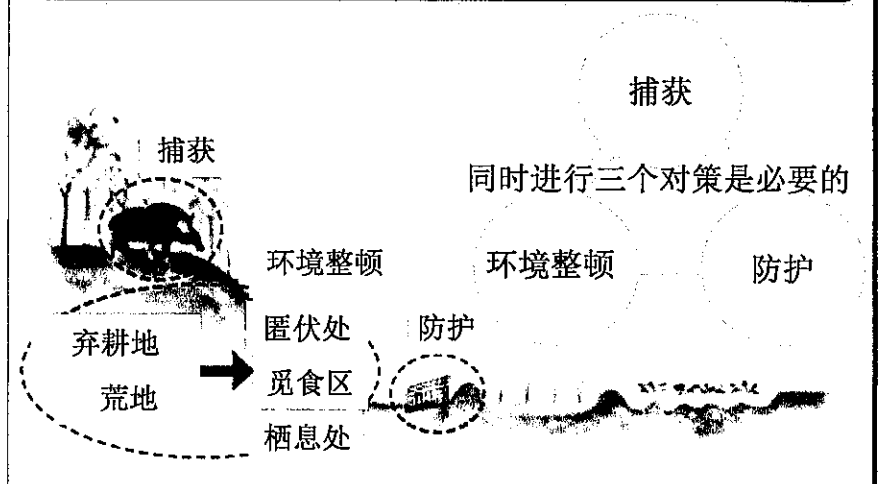 捕获
捕获
同时进行三个对策是必要的
环境整顿
环境整顿
防护
弃耕地
荒地
匿伏处
觅食区
栖息处
防护